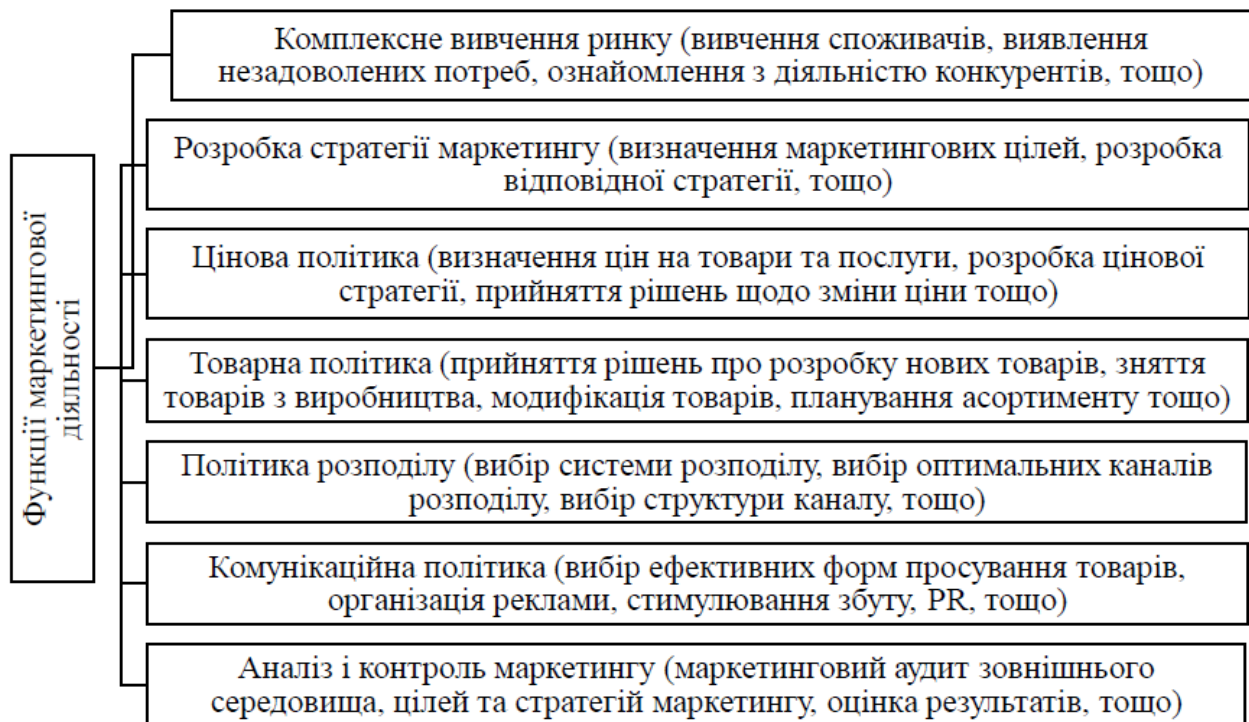 Функції маркетингової
діяльності
Комплексне вивчення ринку (вивчення споживачів, виявлення
незадоволених потреб, ознайомлення з діяльністю конкурентів, тощо)
Розробка стратегії маркетингу (визначення маркетингових цілей, розробка
відповідної стратегії, тощо)
Цінова політика (визначення цін на товари та послуги, розробка цінової
стратегії, прийняття рішень щодо зміни ціни тощо)
Товарна політика (прийняття рішень про розробку нових товарів, зняття
товарів з виробництва, модифікація товарів, планування асортименту тощо)
Політика розподілу (вибір системи розподілу, вибір оптимальних каналів
розподілу, вибір структури каналу, тощо)
Комунікаційна політика (вибір ефективних форм просування товарів,
організація реклами, стимулювання збуту, PR, тощо)
Аналіз і контроль маркетингу (маркетинговий аудит зовнішнього
середовища, цілей та стратегій маркетингу, оцінка результатів, тощо)